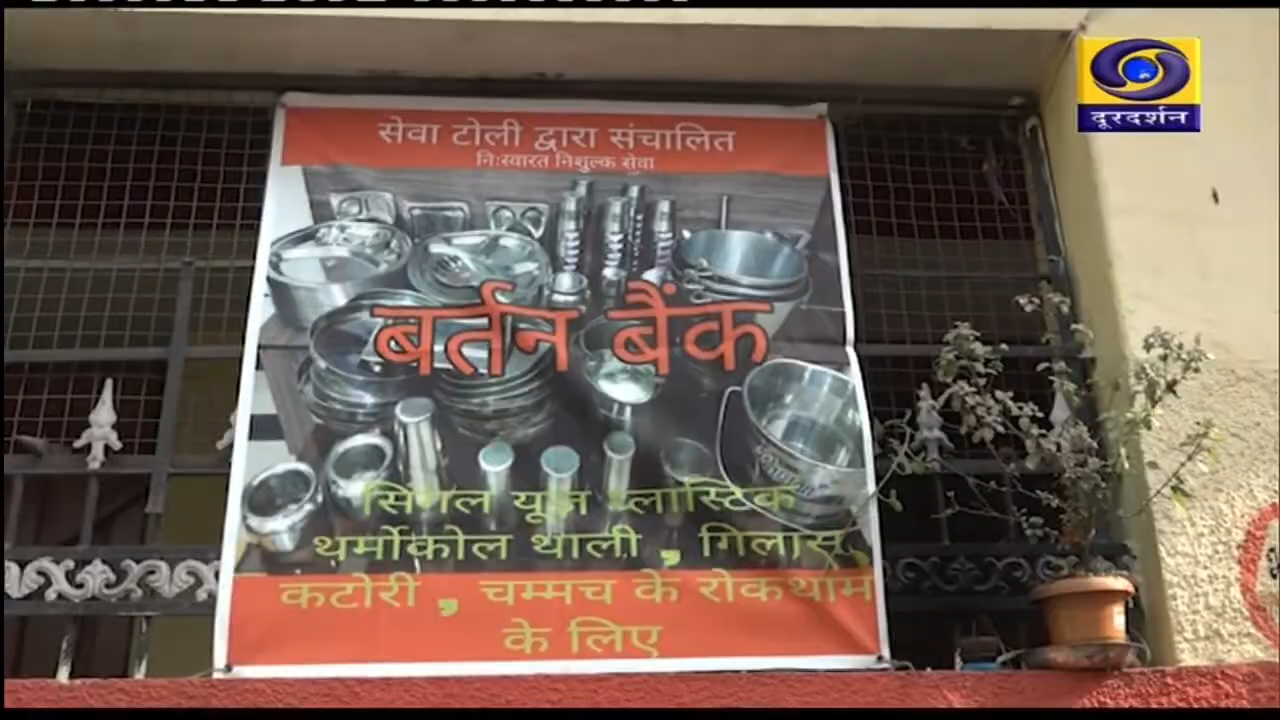 दूरदर्शन
सेवा टोली द्वारा संचालित
निःस्वारत निशुल्क सेवा
बर्तन बैंक
सिंगल यूज़ प्लास्टिक
थर्मोकोल थाली , गिलास
कटोरी , चम्मच के रोकथाम
के लिए